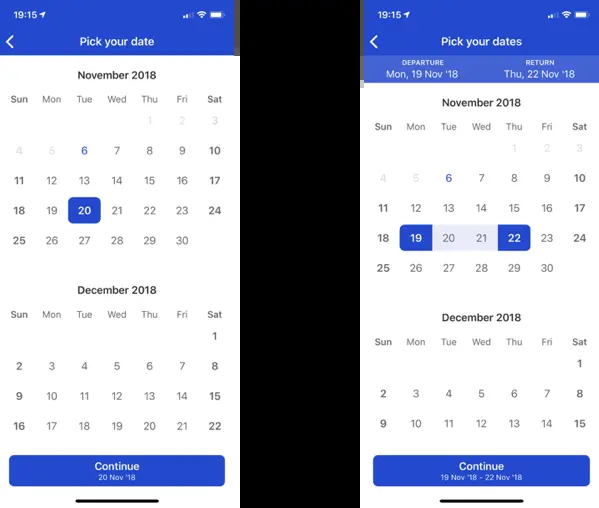 19:15
Pick your date
November 2018
Sun Mon Tue Wed Thu Fri Sat
1 2 3
4 5 6 7 8 9 10
11 12 13 14 15 16 17
18 19 20 21 22 23 24
25 26 27 28 29 30
December 2018
Sun Mon Tue Wed Thu Fri Sat
1
2 3 4 5 6 7 8
9 10 11 12 13 14 15
16 17 18 19 20 21 22
Continue
20 Nov '18
19:15
Pick your dates
DEPARTURE
Mon, 19 Nov '18
RETURN
Thu, 22 Nov '18
November 2018
Sun Mon Tue Wed Thu Fri Sat
1 2 3
4 5 6 7 8 9 10
11 12 13 14 15 16 17
18 19 20 21 22 23 24
25 26 27 28 29 30
December 2018
Sun Mon Tue Wed Thu Fri Sat
1
2 3 4 5 6 7 8
9 10 11 12 13 14 15
Continue
19 Nov '18 - 22 Nov '18